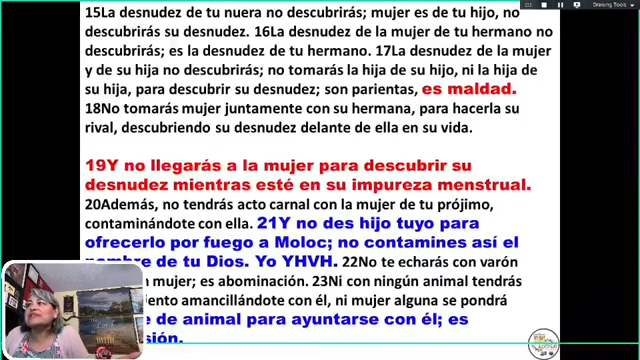 Drawing Tools
15La desnudez de tu nuera no descubrirás; mujer es de tu hijo, no
descubrirás su desnudez. 16La desnudez de la mujer de tu hermano no
descubrirás; es la desnudez de tu hermano. 17La desnudez de la mujer
y de su hija no descubrirás; no tomarás la hija de su hijo, ni la hija de
su hija, para descubrir su desnudez; son parientas, es maldad.
18No tomarás mujer juntamente con su hermana, para hacerla su
rival, descubriendo su desnudez delante de ella en su vida.
19Y no llegarás a la mujer para descubrir su
desnudez mientras esté en su impureza menstrual.
20Además, no tendrás acto carnal con la mujer de tu prójimo,
contaminándote con ella. 21Y no des hijo tuyo para
ofrecerlo por fuego a Moloc; no contamines así el
de tu Dios. Yo YHVH. 22No te echarás con varón
mujer; es abominación. 23Ni con ningún animal tendrás
amancillándote con él, ni mujer alguna se pondrá
de animal para ayuntarse con él; es